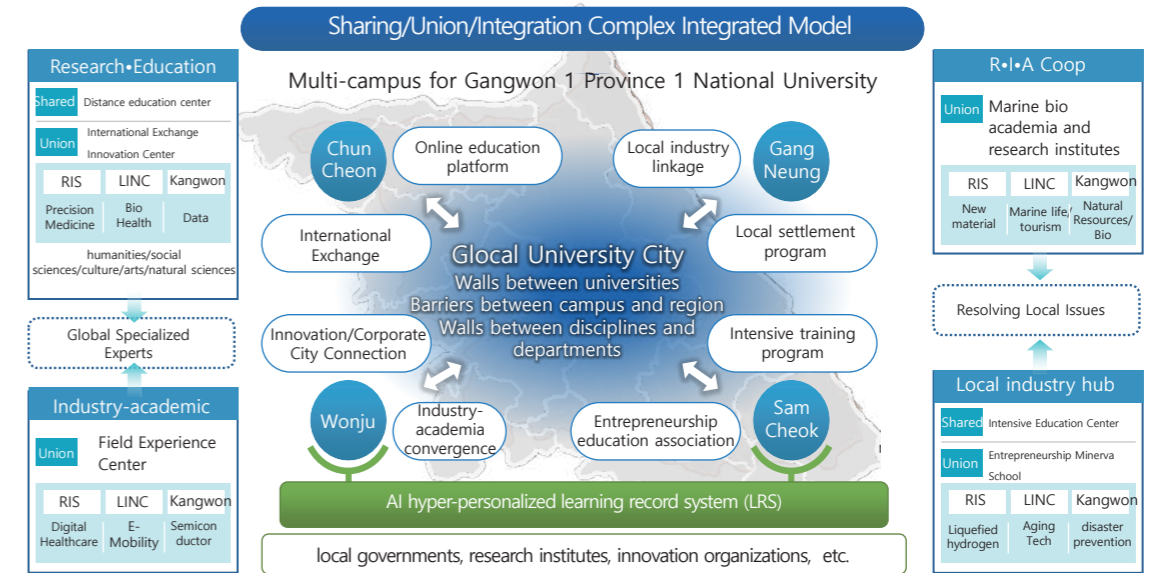 Sharing/Union/Integration Complex Integrated Model
Multi-campus for Gangwon 1 Province 1 National University
Research•Education
Shared
Distance education center
Union
International Exchange
Innovation Center
RIS
LINC
Kangwon
Precision
Medicine
Bio
Health
Data
humanities/social
sciences/culture/arts/natural sciences
Global Specialized
Experts
Industry-academic
Union
Field Experience
Center
RIS
LINC
Kangwon
Digital
Healthcare
E-
Mobility
Semicon
ductor
Chun
Cheon
Online education
platform
Local industry
linkage
Gang
Neung
International
Exchange
Local settlement
program
Glocal University City
Walls between universities
Barriers between campus and region
Walls between disciplines and
departments
Innovation/Corporate
City Connection
Intensive training
program
Wonju
Industry-
academia
convergence
Entrepreneurship
education association
Sam
Cheok
AI hyper-personalized learning record system (LRS)
local governments, research institutes, innovation organizations, etc.
R•I•A Coop
Union
Marine bio
academia and
research institutes
RIS
LINC
Kangwon
New
material
Marine life/
tourism
Natural
Resources/
Bio
Resolving Local Issues
Local industry hub
Shared
Intensive Education Center
Union
Entrepreneurship Minerva
School
RIS
LINC
Kangwon
Liquefied
hydrogen
Aging
Tech
disaster
prevention